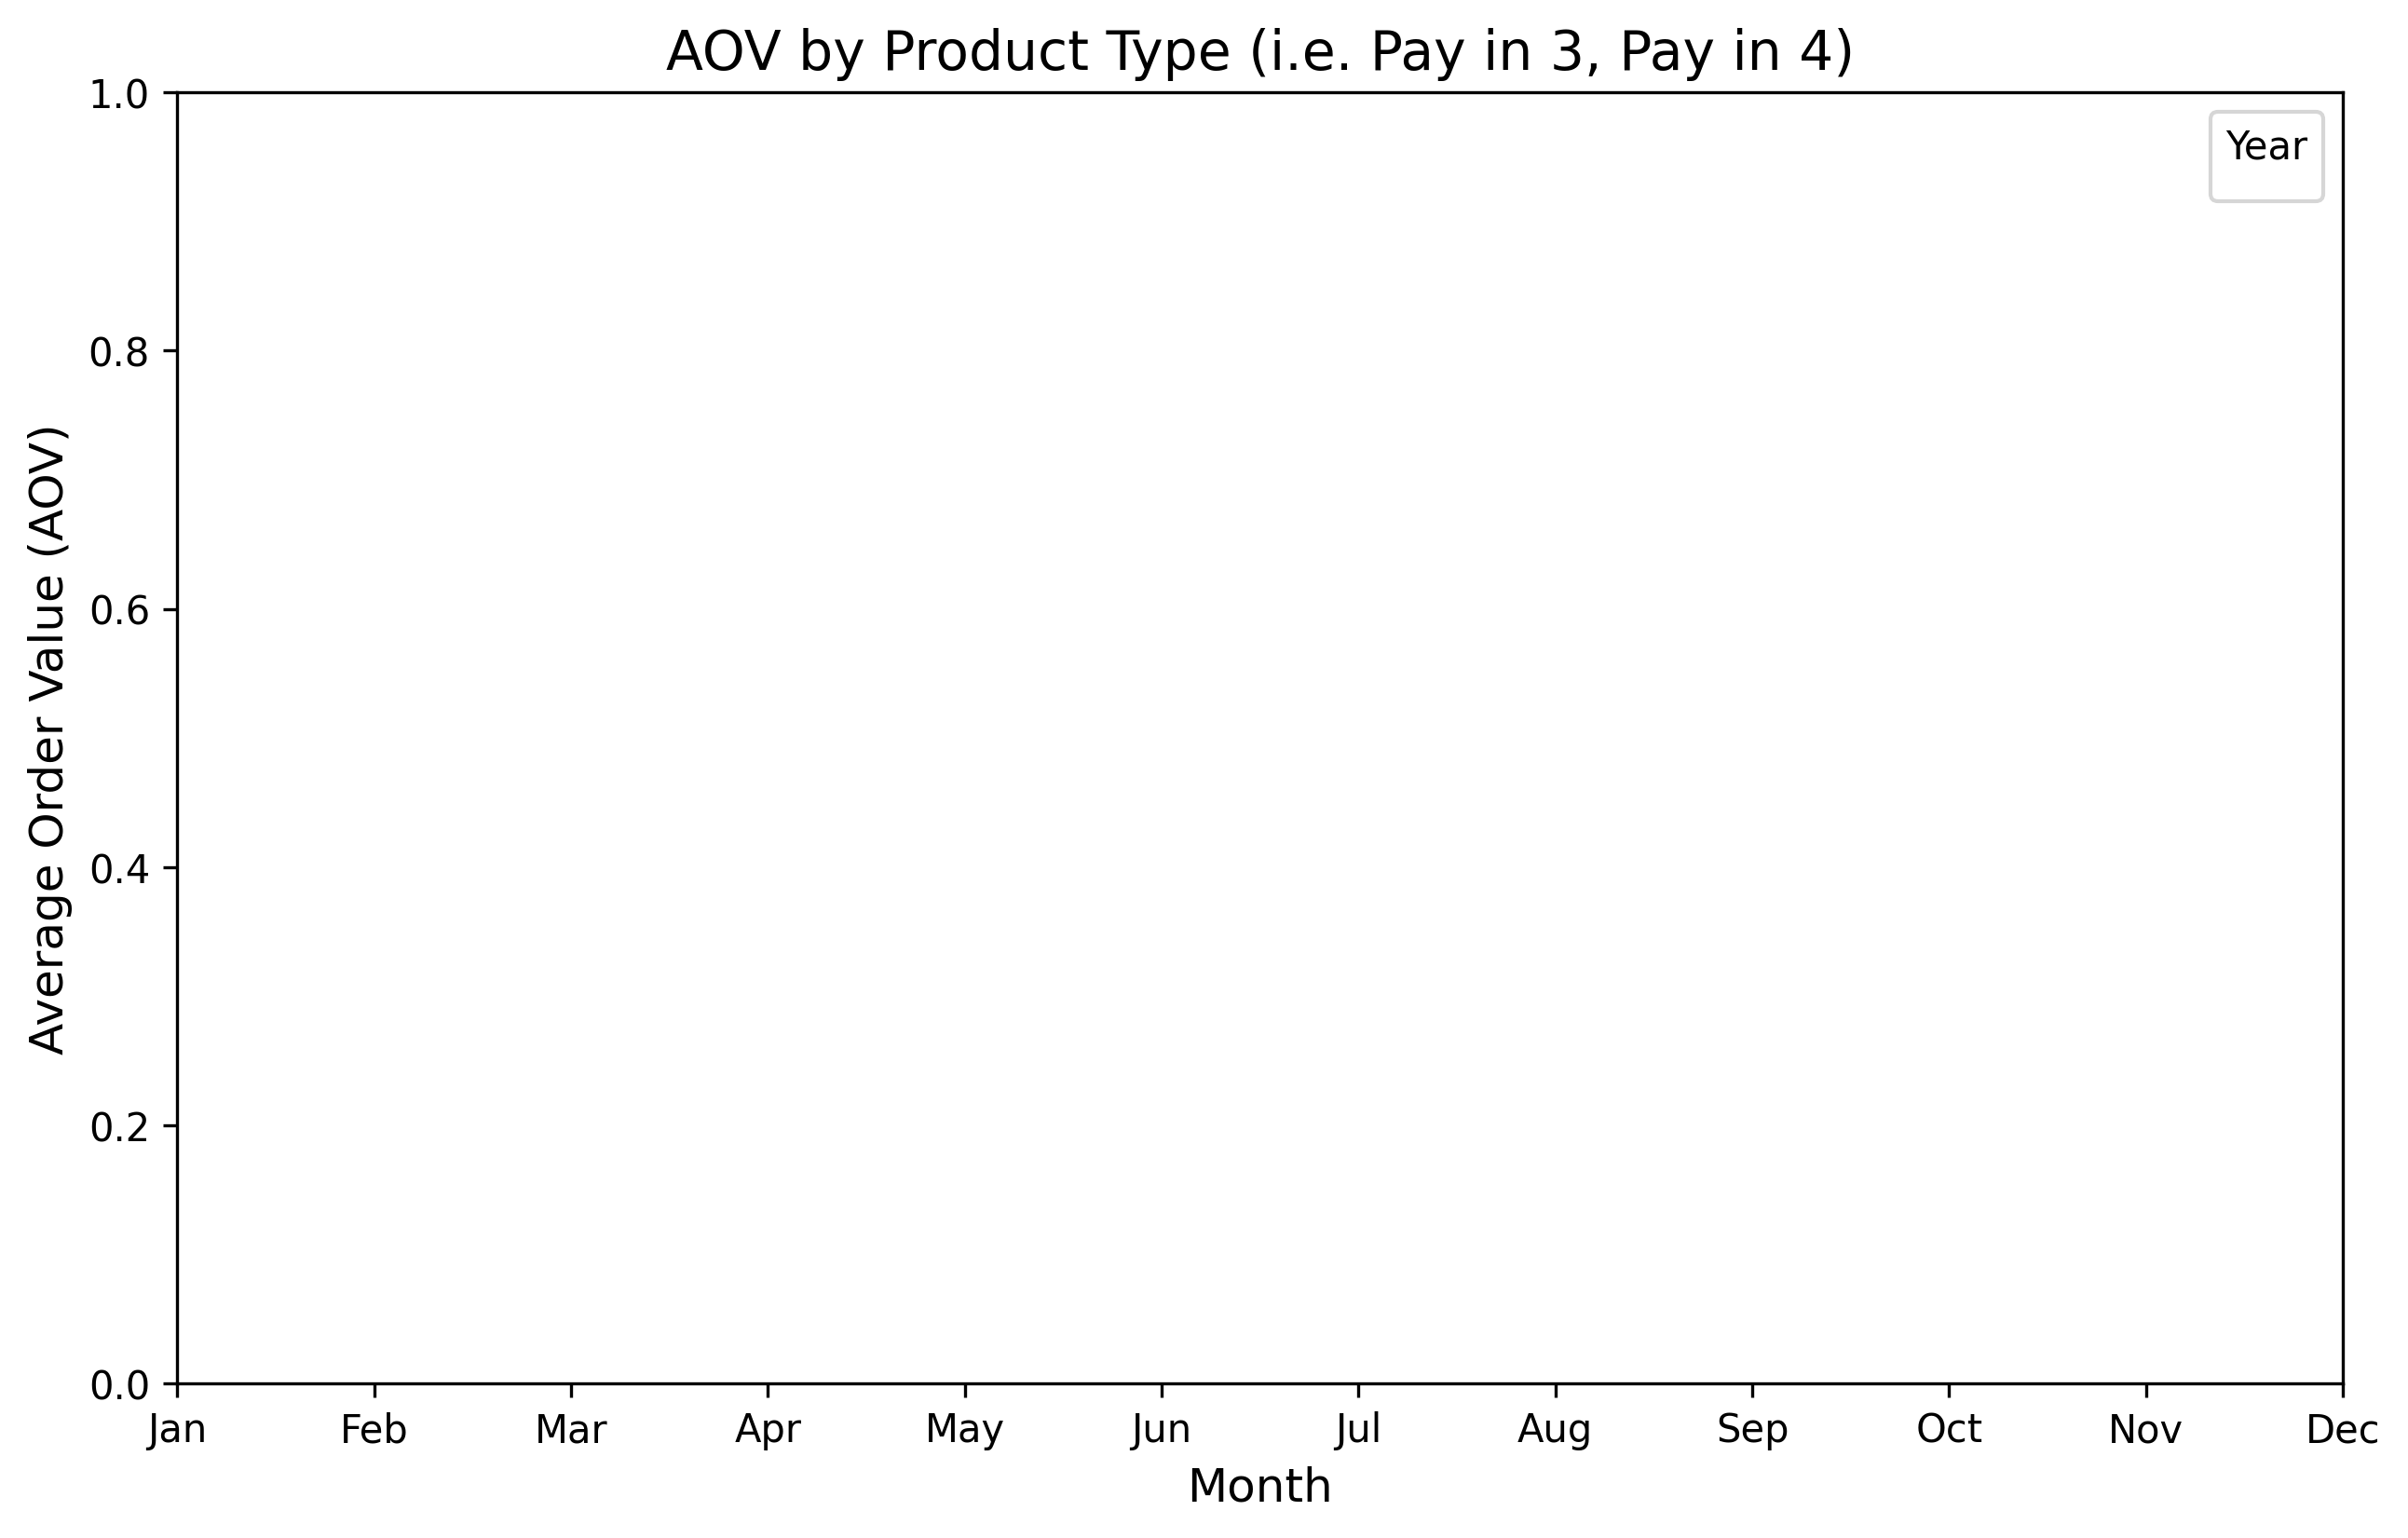 AOV by Product Type (i.e. Pay in 3, Pay in 4)
Year
Average Order Value (AOV)
1.0
0.8
0.6
0.4
0.2
0.0
Jan Feb Mar Apr May Jun Jul Aug Sep Oct Nov Dec
Month